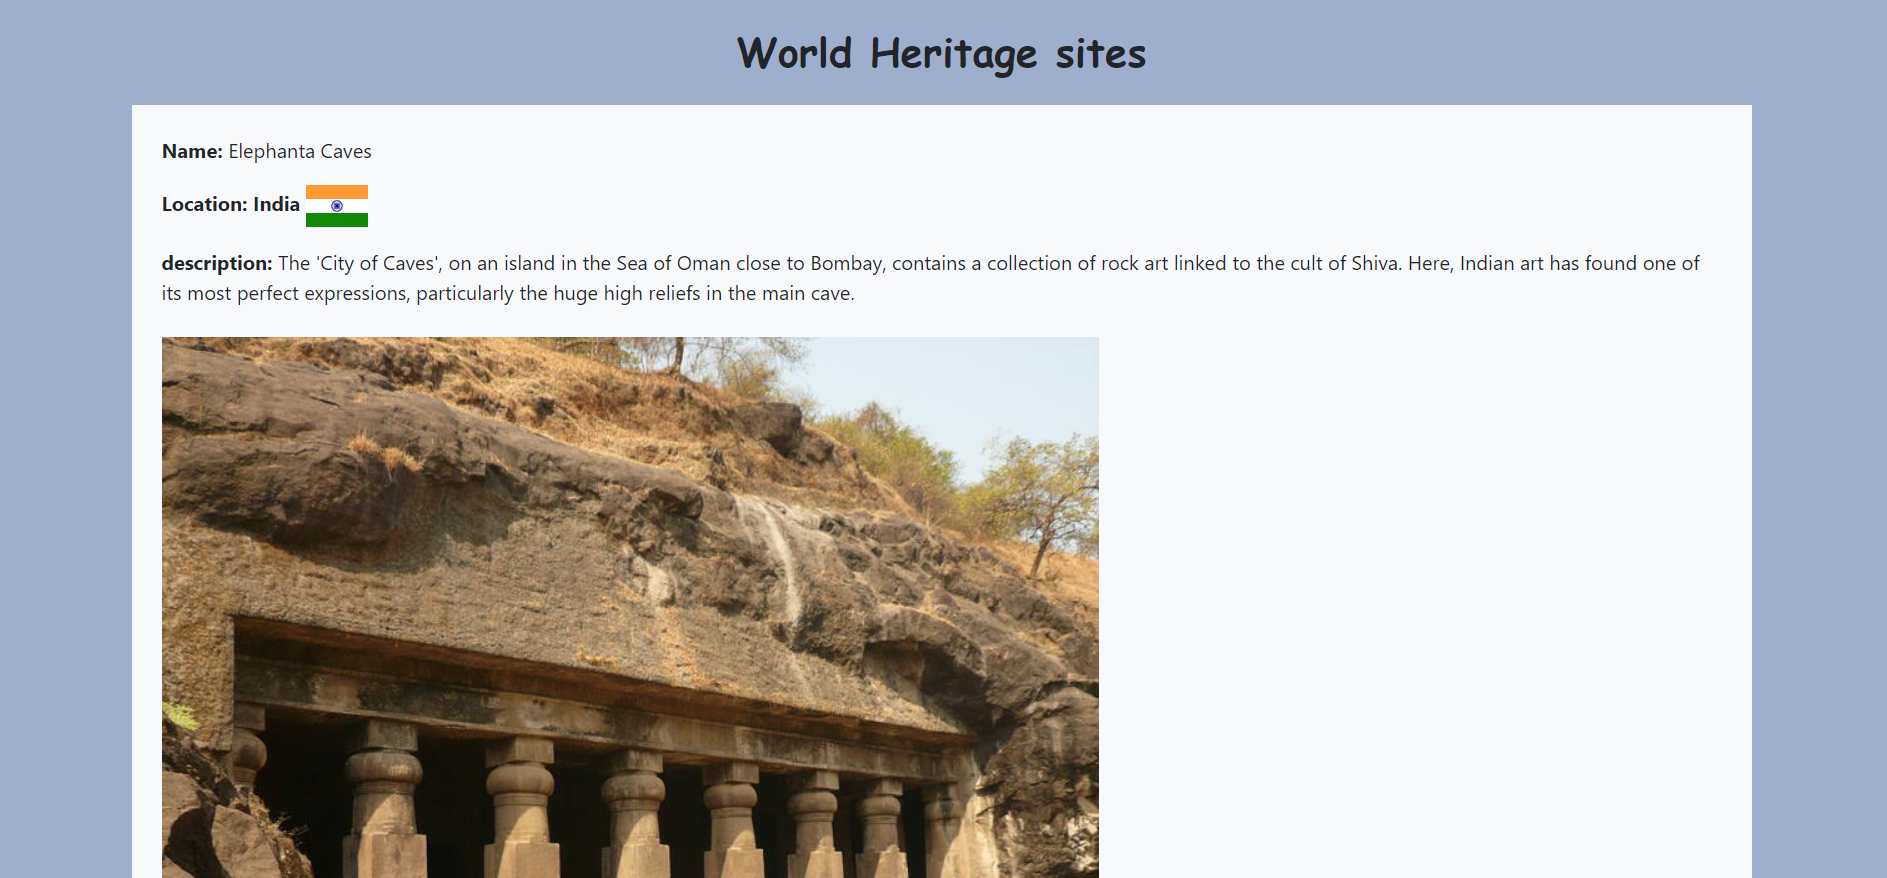 World Heritage sites
Name: Elephanta Caves
Location: India
description: The 'City of Caves', on an island in the Sea of Oman close to Bombay, contains a collection of rock art linked to the cult of Shiva. Here, Indian art has found one of
its most perfect expressions, particularly the huge high reliefs in the main cave.